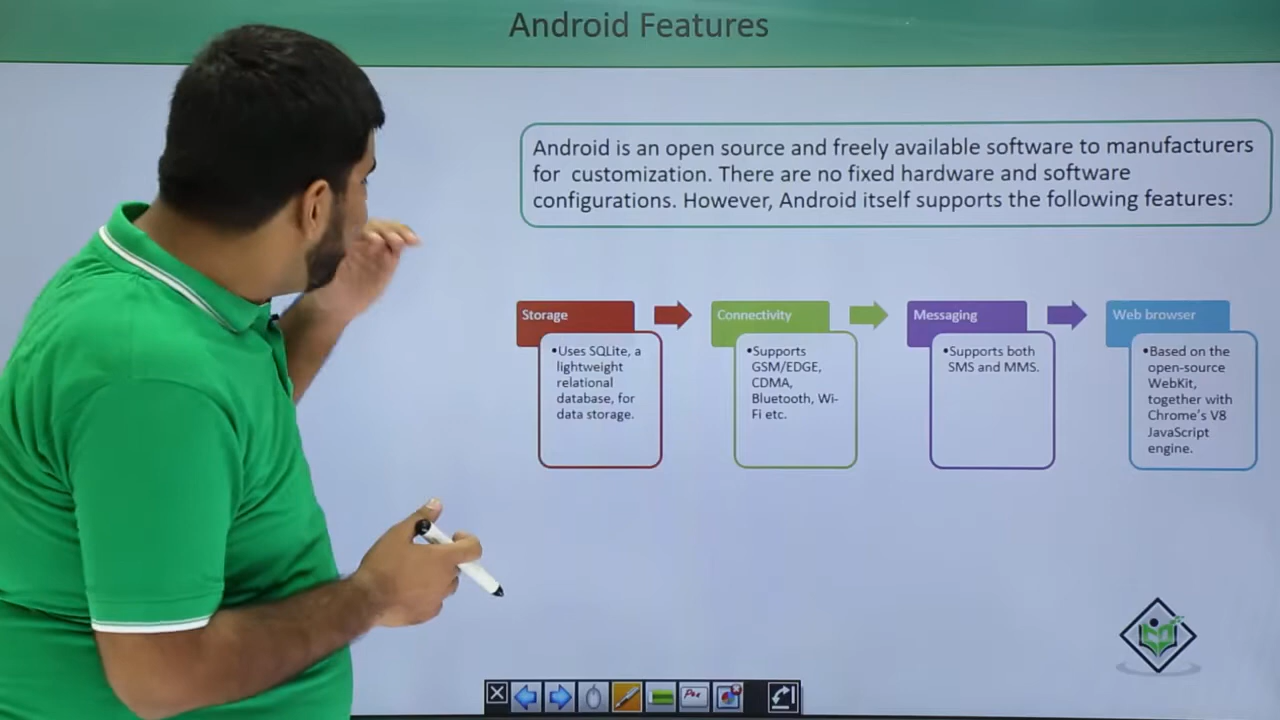 Android Features
Android is an open source and freely available software to manufacturers
for customization. There are no fixed hardware and software
configurations. However, Android itself supports the following features:
Storage
•Uses SQLite, a
lightweight
relational
database, for
data storage.
Connectivity
•Supports
GSM/EDGE,
CDMA,
Bluetooth, Wi-
Fi etc.
Messaging
•Supports both
SMS and MMS.
Web browser
•Based on the
open-source
WebKit,
together with
Chrome's V8
JavaScript
engine.